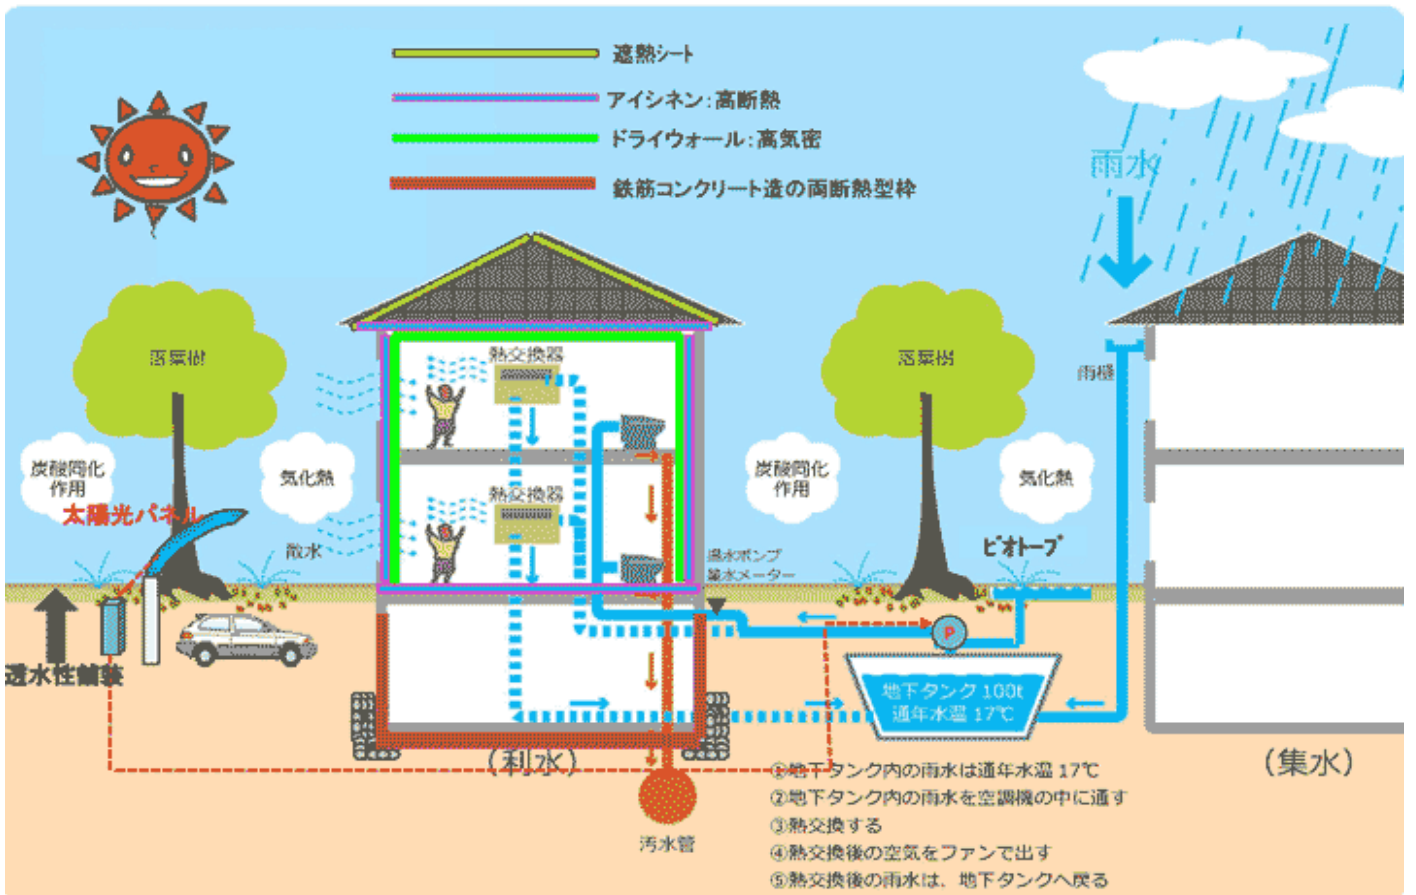 遮熱シート
アイシネン：高断熱
ドライウォール：高気密
鉄筋コンクリート造の両断熱型枠
雨水
落葉樹
熱交換器
落葉樹
雨樋
炭酸同化
作用
気化熱
炭酸同化
作用
気化熱
太陽光パネル
熱交換器
散水
ビオトープ
量水メーター
P
透水性舗装
地下タンク 100t
通年水温 17℃
（利水）
（集水）
①地下タンク内の雨水は通年水温 17℃
②地下タンク内の雨水を空調機の中に通す
③熱交換する
④熱交換後の空気をファンで出す
⑤熱交換後の雨水は、地下タンクへ戻る
汚水管